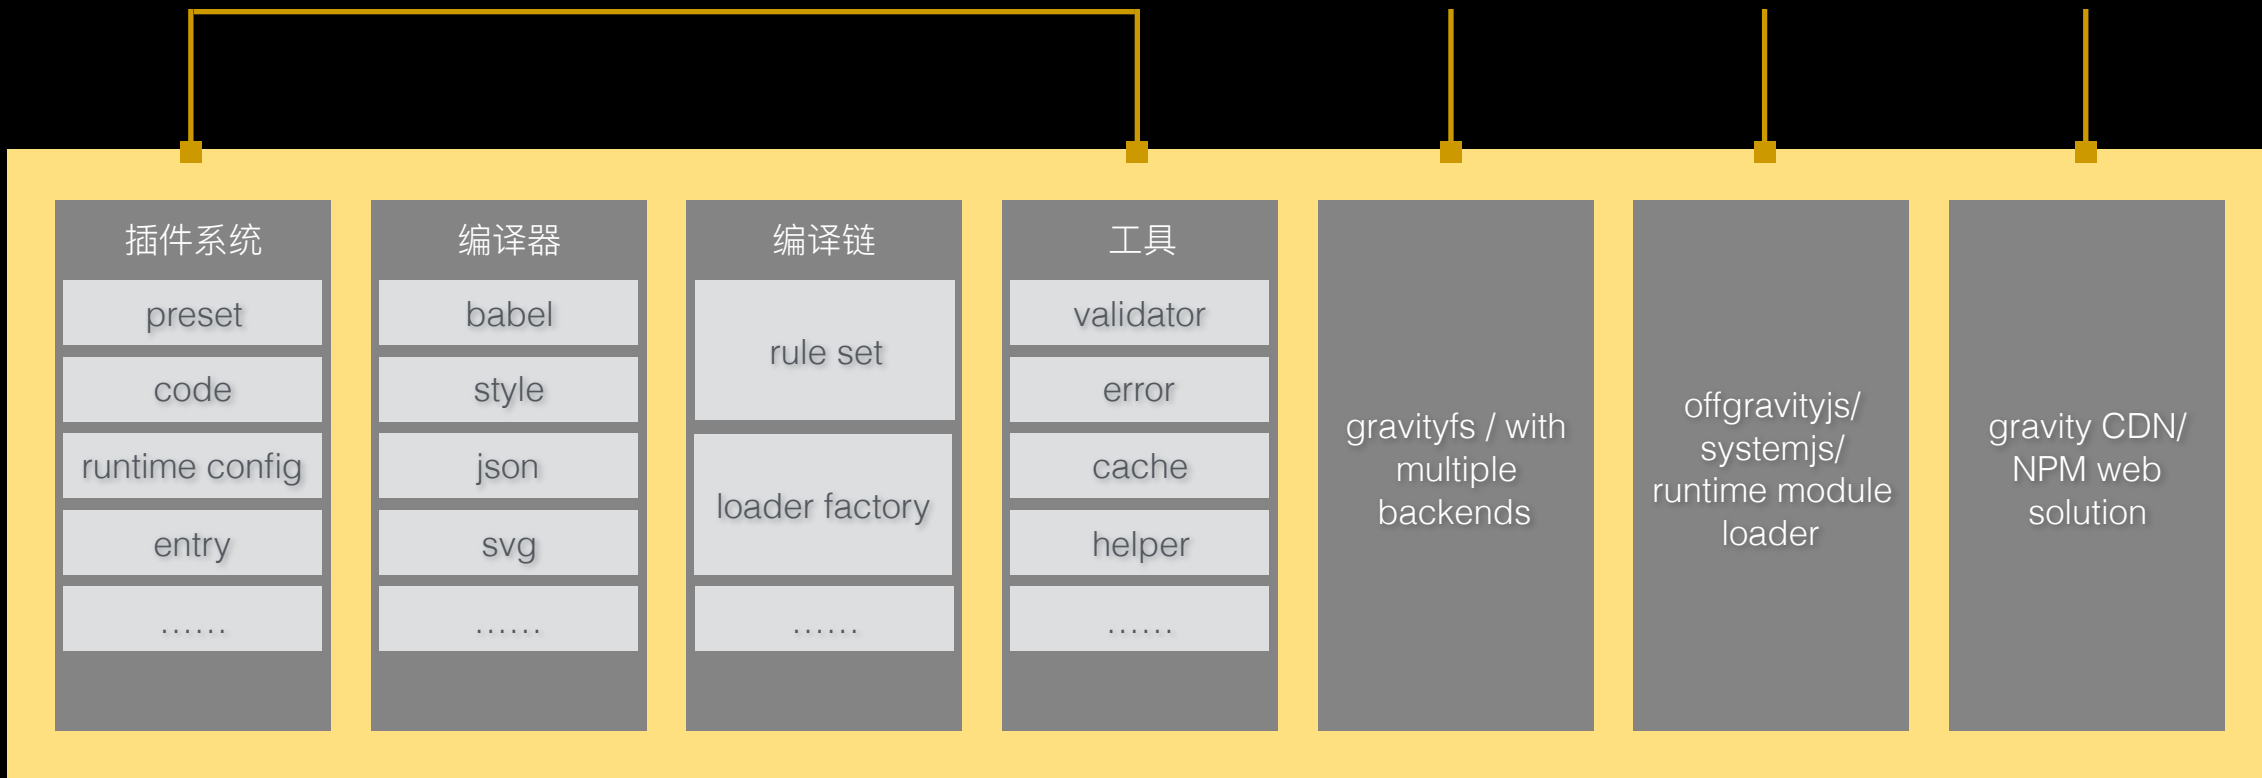 插件系统
preset
code
runtime config
entry
……
编译器
babel
style
json
svg
……
编译链
rule set
loader factory
……
工具
validator
error
cache
helper
……
gravityfs / with
multiple
backends
offgravityjs/
systemjs/
runtime module
loader
gravity CDN/
NPM web
solution